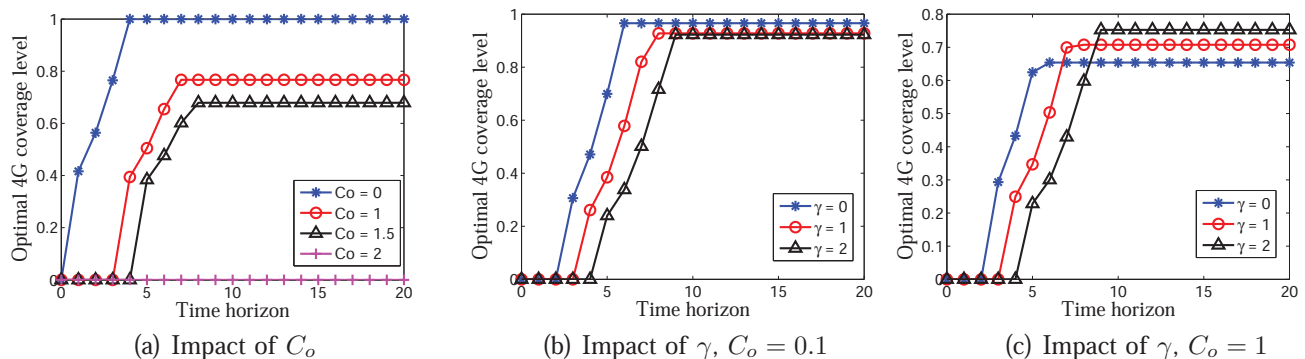 Optimal 4G coverage level
1
0.8
0.6
0.4
0.2
0
0 5 10 15 20
Time horizon
Co = 0
Co = 1
Co = 1.5
Co = 2
(a) Impact of C_o
Optimal 4G coverage level
1
0.8
0.6
0.4
0.2
0
0 5 10 15 20
Time horizon
γ = 0
γ = 1
γ = 2
(b) Impact of γ, C_o = 0.1
Optimal 4G coverage level
0.8
0.7
0.6
0.5
0.4
0.3
0.2
0.1
0
0 5 10 15 20
Time horizon
γ = 0
γ = 1
γ = 2
(c) Impact of γ, C_o = 1